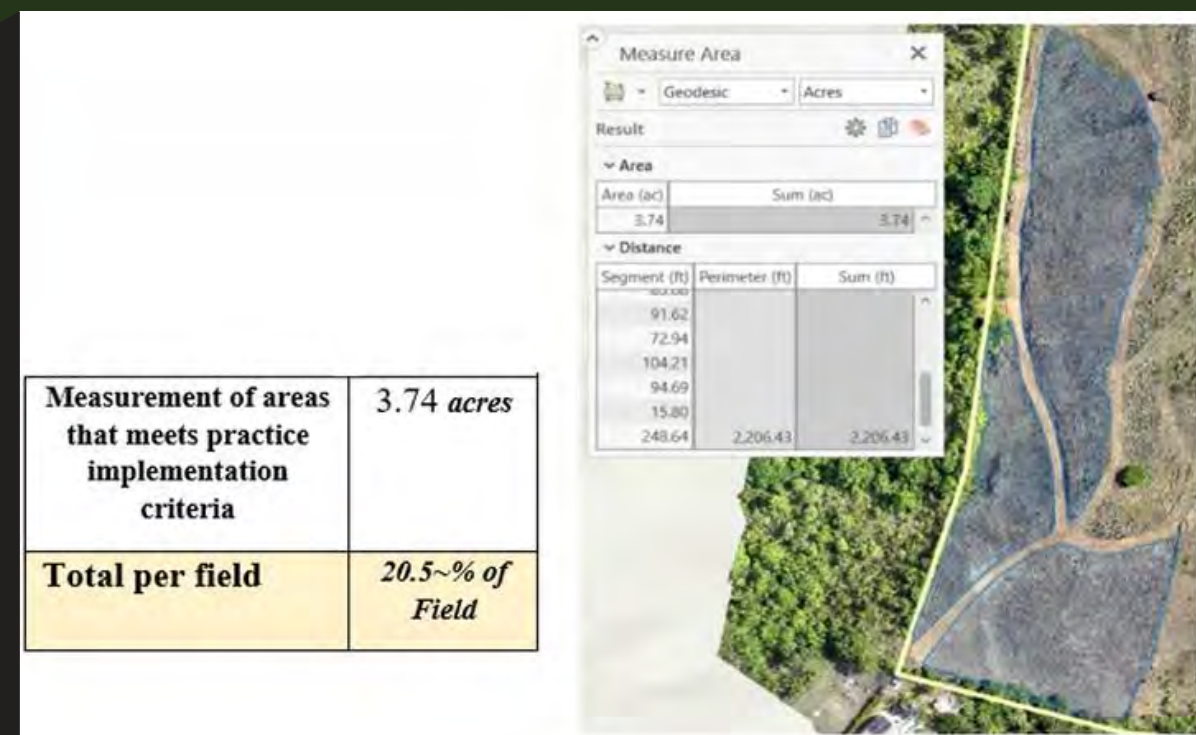 Measurement of areas
that meets practice
implementation
criteria
3.74 acres
Total per field
20.5~% of
Field
Measure Area
Geodesic
Acres
Result
Area
Area (ac) Sum (ac)
3.74 3.74
Distance
Segment (ft) Perimeter (ft) Sum (ft)
91.62
72.94
104.21
94.69
15.80
248.64 2,206.43 2,206.43